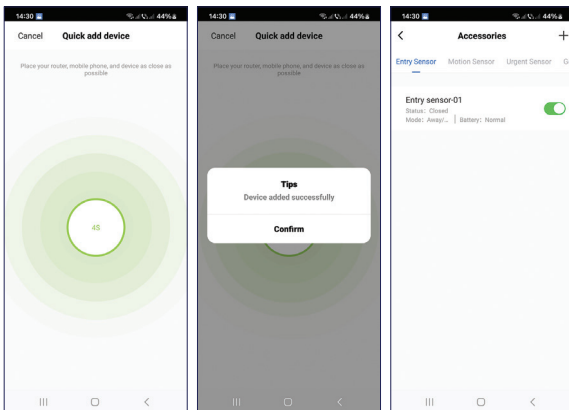 14:30 44%
Cancel Quick add device
Place your router, mobile phone, and device as close as
possible
4S
14:30 44%
Cancel Quick add device
Place your router, mobile phone, and device as close as
possible
Tips
Device added successfully
Confirm
14:30 44%
Accessories
Entry Sensor Motion Sensor Urgent Sensor G
Entry sensor-01
Status: Closed
Mode: Away/... | Battery: Normal